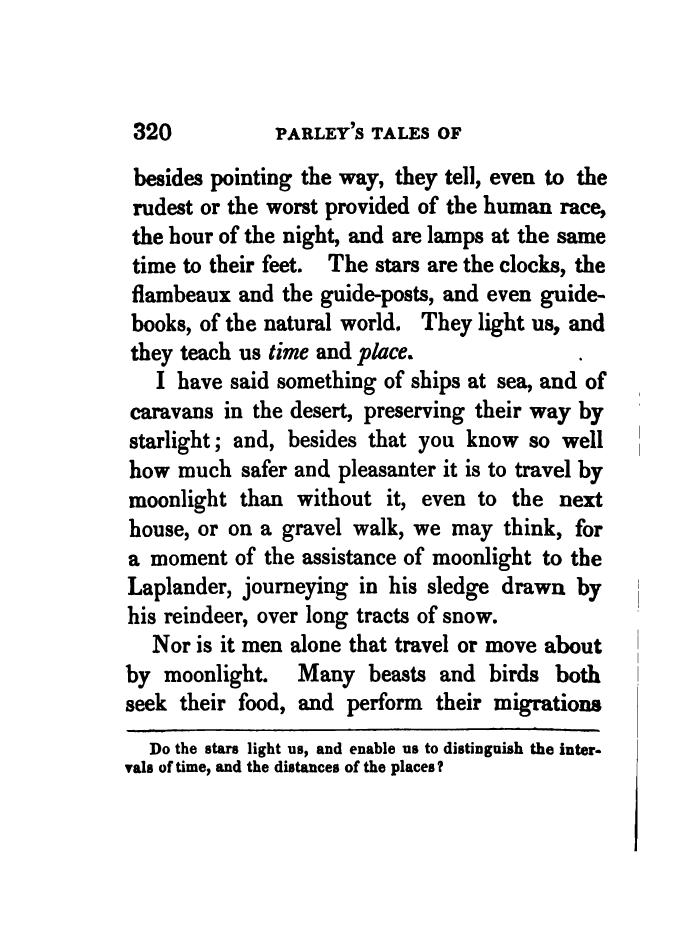 320 PARLEY'S TALES OF
besides pointing the way, they tell, even to the
rudest or the worst provided of the human race,
the hour of the night, and are lamps at the same
time to their feet. The stars are the clocks, the
flambeaux and the guide-posts, and even guide-
books, of the natural world. They light us, and
they teach us time and place.
I have said something of ships at sea, and of
caravans in the desert, preserving their way by
starlight; and, besides that you know so well
how much safer and pleasanter it is to travel by
moonlight than without it, even to the next
house, or on a gravel walk, we may think, for
a moment of the assistance of moonlight to the
Laplander, journeying in his sledge drawn by
his reindeer, over long tracts of snow.
Nor is it men alone that travel or move about
by moonlight. Many beasts and birds both
seek their food, and perform their migrations
Do the stars light us, and enable us to distinguish the inter-
vals of time, and the distances of the places?